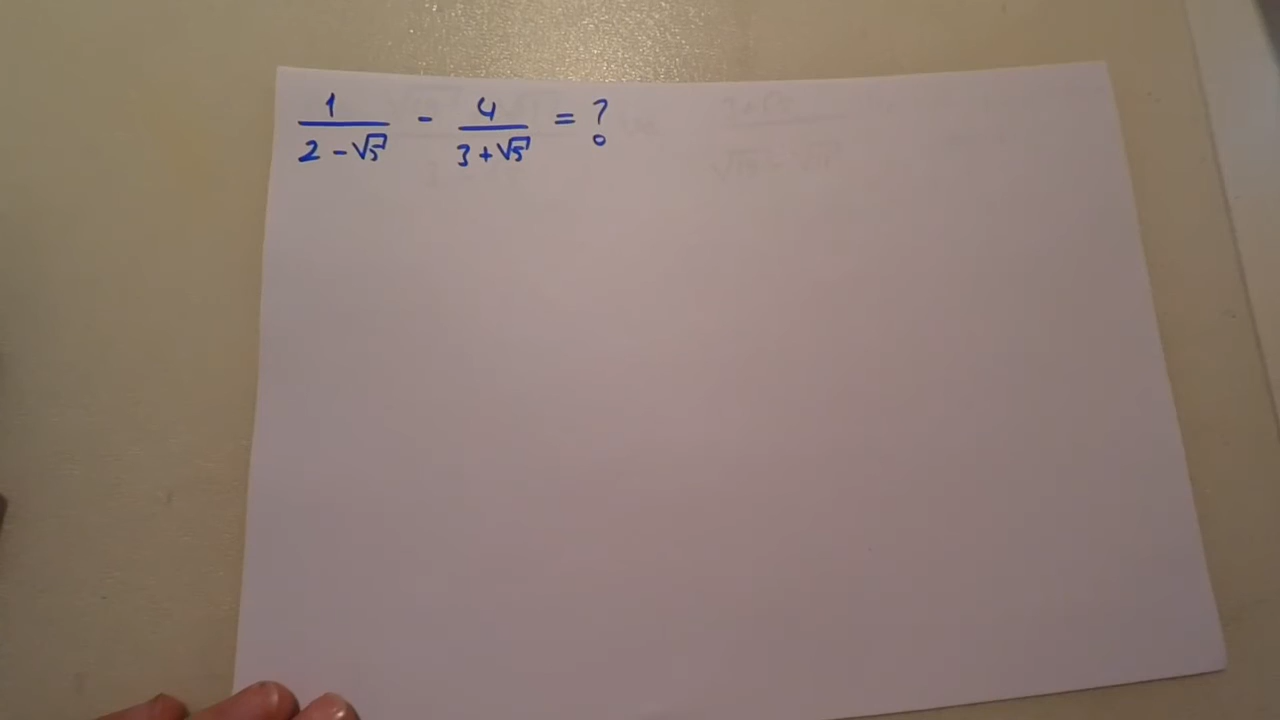 1/(2-√5) - 4/(3+√5) = ?